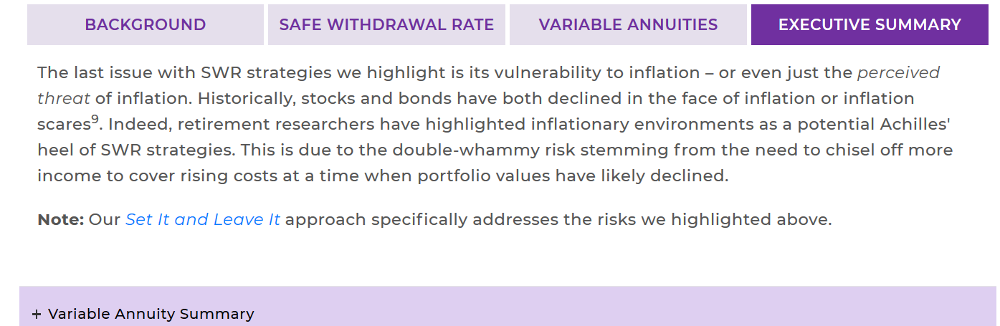 BACKGROUND
SAFE WITHDRAWAL RATE
VARIABLE ANNUITIES
EXECUTIVE SUMMARY
The last issue with SWR strategies we highlight is its vulnerability to inflation – or even just the perceived
threat of inflation. Historically, stocks and bonds have both declined in the face of inflation or inflation
scares9. Indeed, retirement researchers have highlighted inflationary environments as a potential Achilles'
heel of SWR strategies. This is due to the double-whammy risk stemming from the need to chisel off more
income to cover rising costs at a time when portfolio values have likely declined.
Note: Our Set It and Leave It approach specifically addresses the risks we highlighted above.
+ Variable Annuity Summary